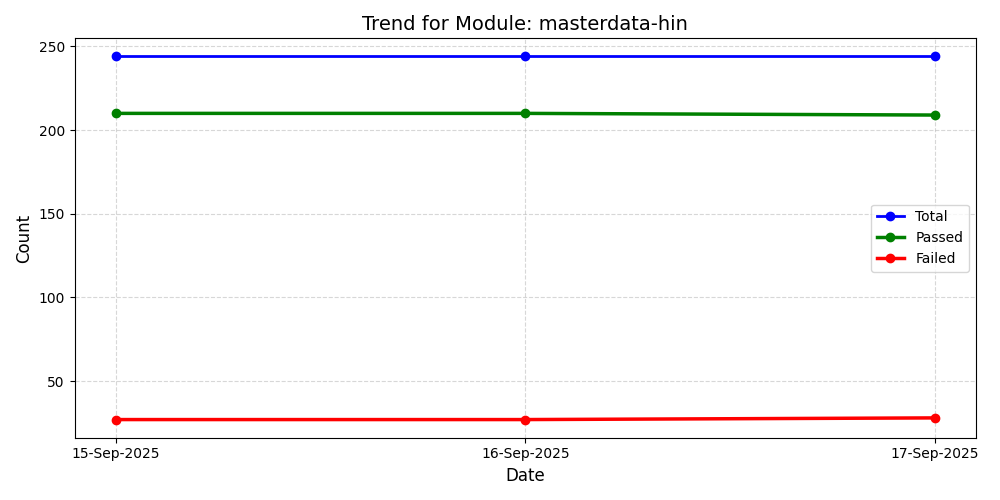 Trend for Module: masterdata-hin
250
200
150
100
50
Count
Total
Passed
Failed
15-Sep-2025
16-Sep-2025
17-Sep-2025
Date